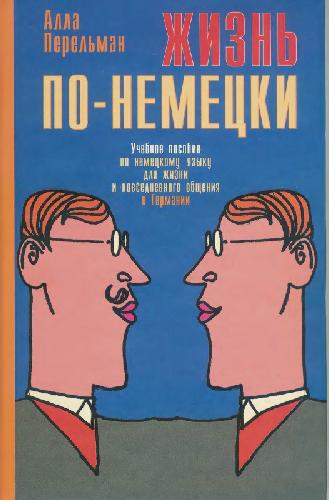 Алла
Перельман
ЖИЗНЬ
ПО-НЕМЕЦКИ
Учебное пособие
по немецкому языку
для жизни
и повседневного общения
в Германии